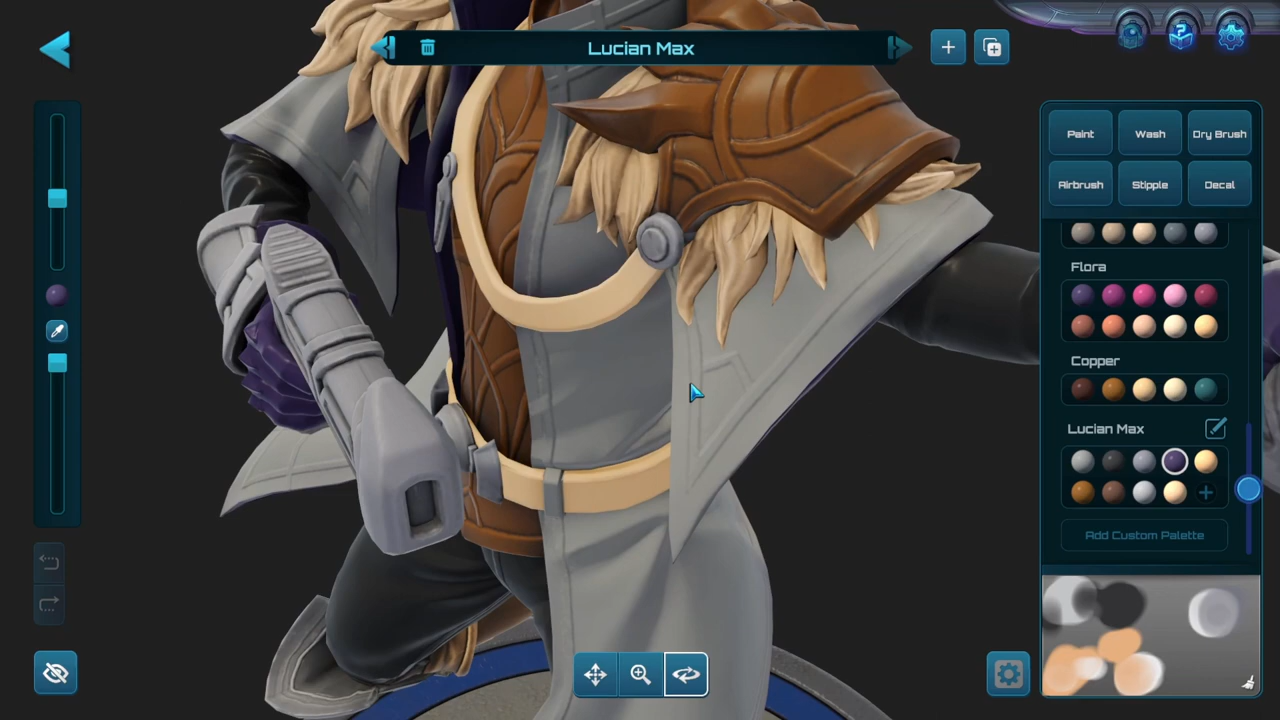 Lucian Max
Paint
Wash
Dry Brush
Airbrush
Stipple
Decal
Flora
Copper
Lucian Max
Add Custom Palette